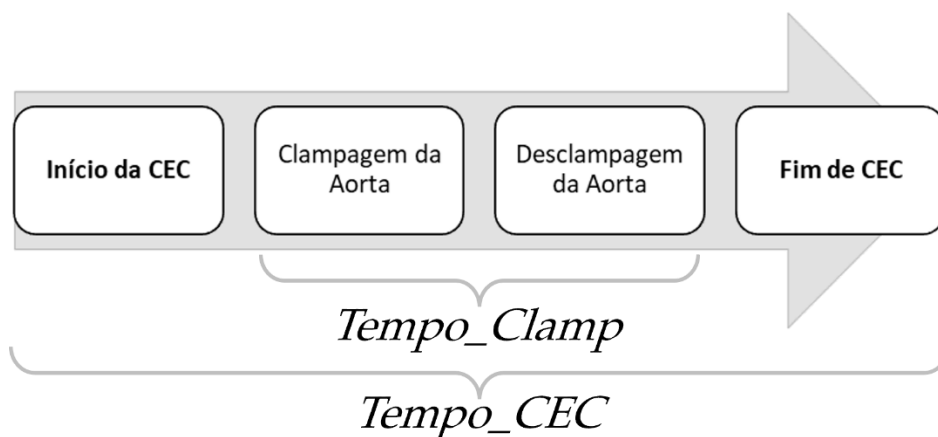 Início da CEC
Clampagem da
Aorta
Desclampagem
da Aorta
Fim de CEC
Tempo_Clamp
Tempo_CEC